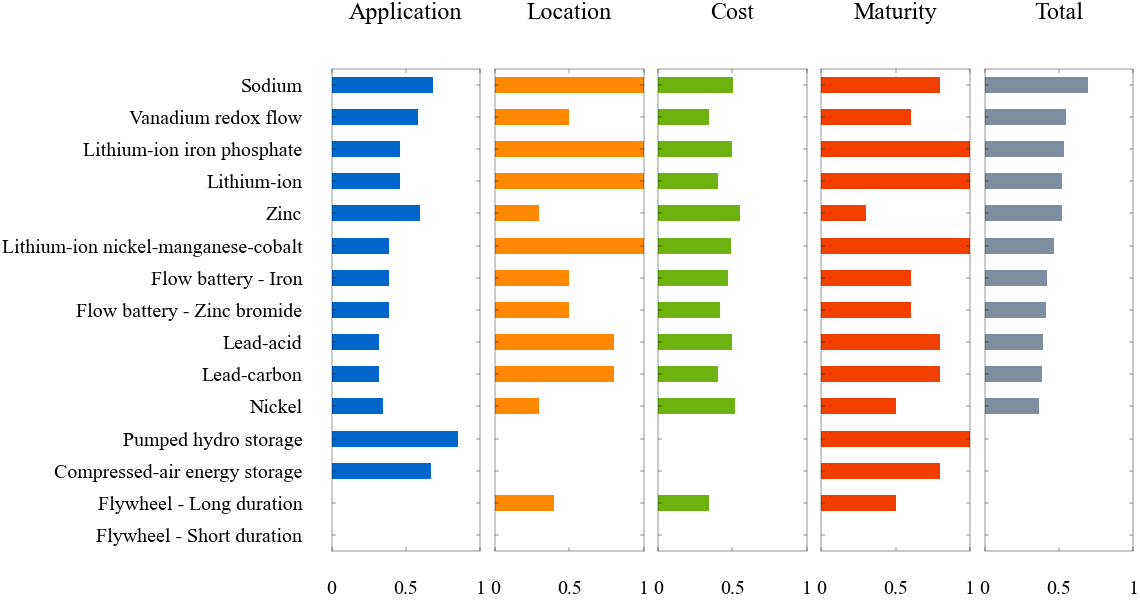 Application Location Cost Maturity Total
Sodium
Vanadium redox flow
Lithium-ion iron phosphate
Lithium-ion
Zinc
Lithium-ion nickel-manganese-cobalt
Flow battery - Iron
Flow battery - Zinc bromide
Lead-acid
Lead-carbon
Nickel
Pumped hydro storage
Compressed-air energy storage
Flywheel - Long duration
Flywheel - Short duration
0 0.5 1 0 0.5 1 0 0.5 1 0 0.5 1 0 0.5 1